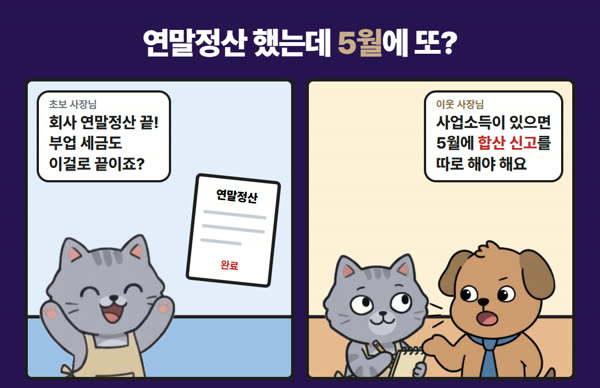 연말정산 했는데 5월에 또?
초보 사장님
회사 연말정산 끝!
부업 세금도
이걸로 끝이죠?
연말정산
완료
이웃 사장님
사업소득이 있으면
5월에 합산 신고를
따로 해야 해요